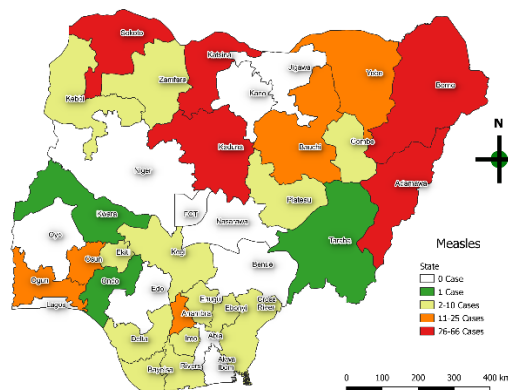 Sokoto
Katsina
Jigawa
Yobe
Borno
Zamfara
Kano
Kebbi
N
Gombe
Kaduna
Bauchi
Adamawa
Niger
Plateau
FCT
Nasarawa
Kwara
Taraba
Oyo
Measles
Kogi
Benue
State
Osun
Ekiti
0 Case
Ogun
Ondo
1 Case
Edo
Enugu
Cross
2-10 Cases
Lagos
Anambra
Ebonyi
River
11-25 Cases
Delta
Imo
Abia
26-66 Cases
Bayelsa
Rivers
Akwa
Ibom
0 100 200 300 400 km